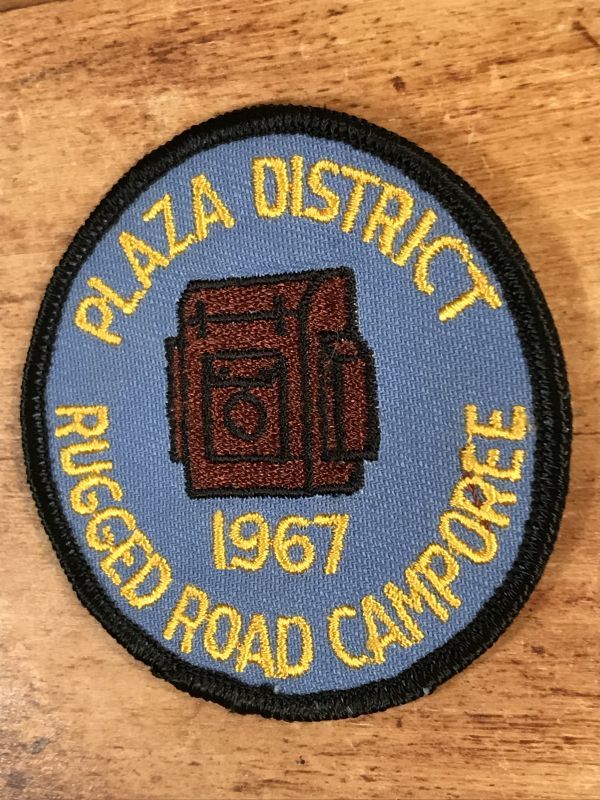 PLAZA DISTRICT
1967
RUGGED ROAD CAMPOREE